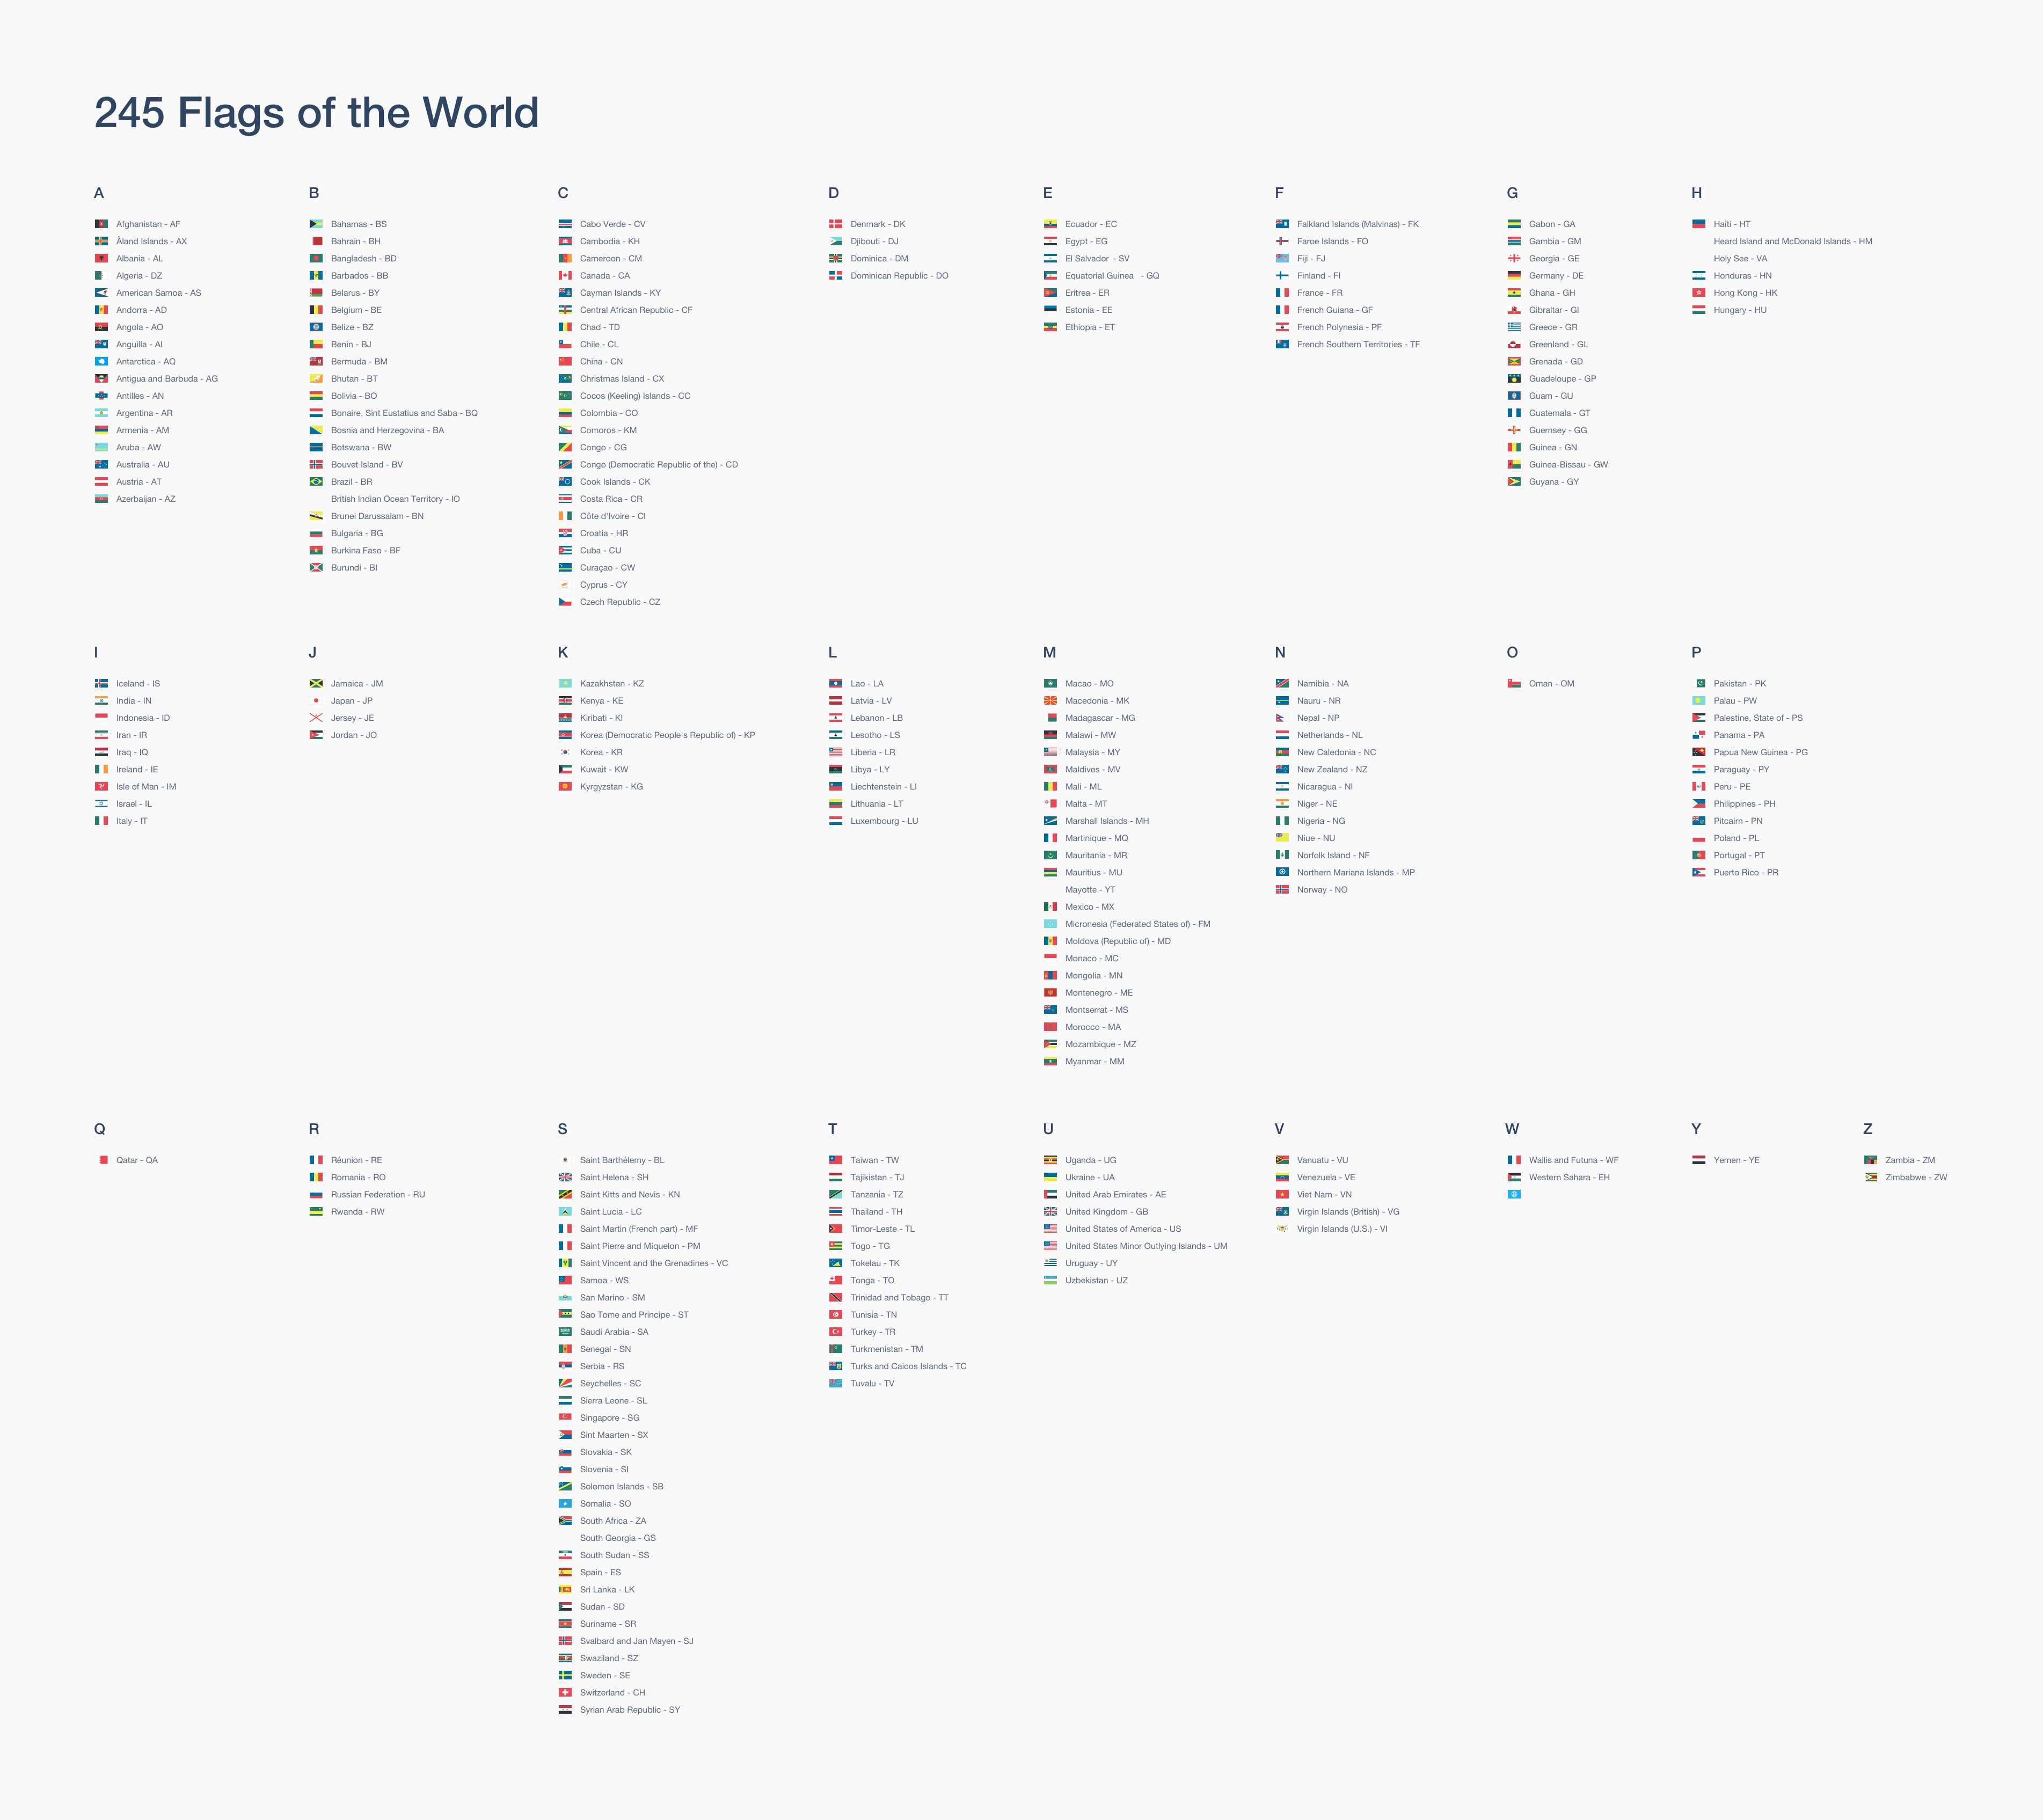 245 Flags of the World
A
Afghanistan - AF
Åland Islands - AX
Albania - AL
Algeria - DZ
American Samoa - AS
Andorra - AD
Angola - AO
Anguilla - AI
Antarctica - AQ
Antigua and Barbuda - AG
Antilles - AN
Argentina - AR
Armenia - AM
Aruba - AW
Australia - AU
Austria - AT
Azerbaijan - AZ
B
Bahamas - BS
Bahrain - BH
Bangladesh - BD
Barbados - BB
Belarus - BY
Belgium - BE
Belize - BZ
Benin - BJ
Bermuda - BM
Bhutan - BT
Bolivia - BO
Bonaire, Sint Eustatius and Saba - BQ
Bosnia and Herzegovina - BA
Botswana - BW
Bouvet Island - BV
Brazil - BR
British Indian Ocean Territory - IO
Brunei Darussalam - BN
Bulgaria - BG
Burkina Faso - BF
Burundi - BI
C
Cabo Verde - CV
Cambodia - KH
Cameroon - CM
Canada - CA
Cayman Islands - KY
Central African Republic - CF
Chad - TD
Chile - CL
China - CN
Christmas Island - CX
Cocos (Keeling) Islands - CC
Colombia - CO
Comoros - KM
Congo - CG
Congo (Democratic Republic of the) - CD
Cook Islands - CK
Costa Rica - CR
Côte d'Ivoire - CI
Croatia - HR
Cuba - CU
Curaçao - CW
Cyprus - CY
Czech Republic - CZ
D
Denmark - DK
Djibouti - DJ
Dominica - DM
Dominican Republic - DO
E
Ecuador - EC
Egypt - EG
El Salvador - SV
Equatorial Guinea - GQ
Eritrea - ER
Estonia - EE
Ethiopia - ET
F
Falkland Islands (Malvinas) - FK
Faroe Islands - FO
Fiji - FJ
Finland - FI
France - FR
French Guiana - GF
French Polynesia - PF
French Southern Territories - TF
G
Gabon - GA
Gambia - GM
Georgia - GE
Germany - DE
Ghana - GH
Gibraltar - GI
Greece - GR
Greenland - GL
Grenada - GD
Guadeloupe - GP
Guam - GU
Guatemala - GT
Guernsey - GG
Guinea - GN
Guinea-Bissau - GW
Guyana - GY
H
Haiti - HT
Heard Island and McDonald Islands - HM
Holy See - VA
Honduras - HN
Hong Kong - HK
Hungary - HU
I
Iceland - IS
India - IN
Indonesia - ID
Iran - IR
Iraq - IQ
Ireland - IE
Isle of Man - IM
Israel - IL
Italy - IT
J
Jamaica - JM
Japan - JP
Jersey - JE
Jordan - JO
K
Kazakhstan - KZ
Kenya - KE
Kiribati - KI
Korea (Democratic People's Republic of) - KP
Korea - KR
Kuwait - KW
Kyrgyzstan - KG
L
Lao - LA
Latvia - LV
Lebanon - LB
Lesotho - LS
Liberia - LR
Libya - LY
Liechtenstein - LI
Lithuania - LT
Luxembourg - LU
M
Macao - MO
Macedonia - MK
Madagascar - MG
Malawi - MW
Malaysia - MY
Maldives - MV
Mali - ML
Malta - MT
Marshall Islands - MH
Martinique - MQ
Mauritania - MR
Mauritius - MU
Mayotte - YT
Mexico - MX
Micronesia (Federated States of) - FM
Moldova (Republic of) - MD
Monaco - MC
Mongolia - MN
Montenegro - ME
Montserrat - MS
Morocco - MA
Mozambique - MZ
Myanmar - MM
N
Namibia - NA
Nauru - NR
Nepal - NP
Netherlands - NL
New Caledonia - NC
New Zealand - NZ
Nicaragua - NI
Niger - NE
Nigeria - NG
Niue - NU
Norfolk Island - NF
Northern Mariana Islands - MP
Norway - NO
O
Oman - OM
P
Pakistan - PK
Palau - PW
Palestine, State of - PS
Panama - PA
Papua New Guinea - PG
Paraguay - PY
Peru - PE
Philippines - PH
Pitcairn - PN
Poland - PL
Portugal - PT
Puerto Rico - PR
Q
Qatar - QA
R
Réunion - RE
Romania - RO
Russian Federation - RU
Rwanda - RW
S
Saint Barthélemy - BL
Saint Helena - SH
Saint Kitts and Nevis - KN
Saint Lucia - LC
Saint Martin (French part) - MF
Saint Pierre and Miquelon - PM
Saint Vincent and the Grenadines - VC
Samoa - WS
San Marino - SM
Sao Tome and Principe - ST
Saudi Arabia - SA
Senegal - SN
Serbia - RS
Seychelles - SC
Sierra Leone - SL
Singapore - SG
Sint Maarten - SX
Slovakia - SK
Slovenia - SI
Solomon Islands - SB
Somalia - SO
South Africa - ZA
South Georgia - GS
South Sudan - SS
Spain - ES
Sri Lanka - LK
Sudan - SD
Suriname - SR
Svalbard and Jan Mayen - SJ
Swaziland - SZ
Sweden - SE
Switzerland - CH
Syrian Arab Republic - SY
T
Taiwan - TW
Tajikistan - TJ
Tanzania - TZ
Thailand - TH
Timor-Leste - TL
Togo - TG
Tokelau - TK
Tonga - TO
Trinidad and Tobago - TT
Tunisia - TN
Turkey - TR
Turkmenistan - TM
Turks and Caicos Islands - TC
Tuvalu - TV
U
Uganda - UG
Ukraine - UA
United Arab Emirates - AE
United Kingdom - GB
United States of America - US
United States Minor Outlying Islands - UM
Uruguay - UY
Uzbekistan - UZ
V
Vanuatu - VU
Venezuela - VE
Viet Nam - VN
Virgin Islands (British) - VG
Virgin Islands (U.S.) - VI
W
Wallis and Futuna - WF
Western Sahara - EH
Y
Yemen - YE
Z
Zambia - ZM
Zimbabwe - ZW